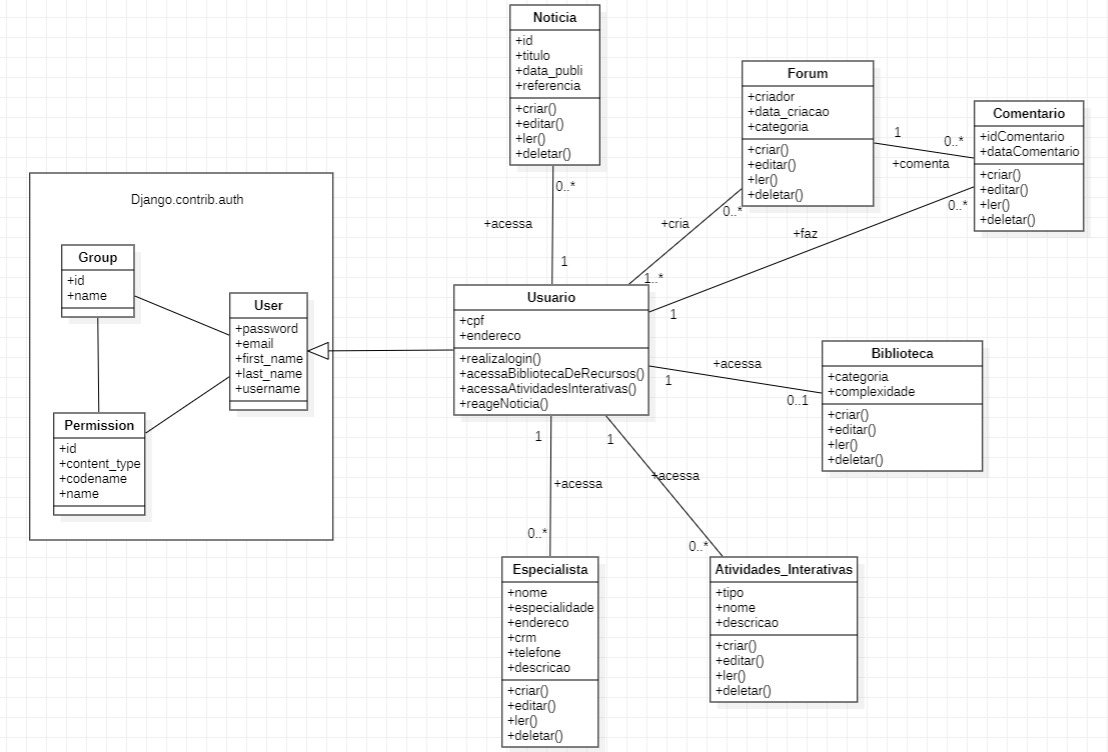 Noticia
+id
+titulo
+data_publi
+referencia
+criar()
+editar()
+ler()
+deletar()
0..*
+acessa
1
Forum
+criador
+data_criacao
+categoria
+criar()
+editar()
+ler()
+deletar()
1
0..*
+comenta
Comentario
+idComentario
+dataComentario
+criar()
+editar()
+ler()
+deletar()
0..*
+cria
1..*
0..*
+faz
1
Django.contrib.auth
Group
+id
+name
User
+password
+email
+first_name
+last_name
+username
Permission
+id
+content_type
+codename
+name
Usuario
+cpf
+endereco
+realizalogin()
+acessaBibliotecaDeRecursos()
+acessaAtividadesInterativas()
+reageNoticia()
+acessa
1
0..1
Biblioteca
+categoria
+complexidade
+criar()
+editar()
+ler()
+deletar()
1
+acessa
0..*
1
+acessa
0..*
Especialista
+nome
+especialidade
+endereco
+crm
+telefone
+descricao
+criar()
+editar()
+ler()
+deletar()
Atividades_Interativas
+tipo
+nome
+descricao
+criar()
+editar()
+ler()
+deletar()